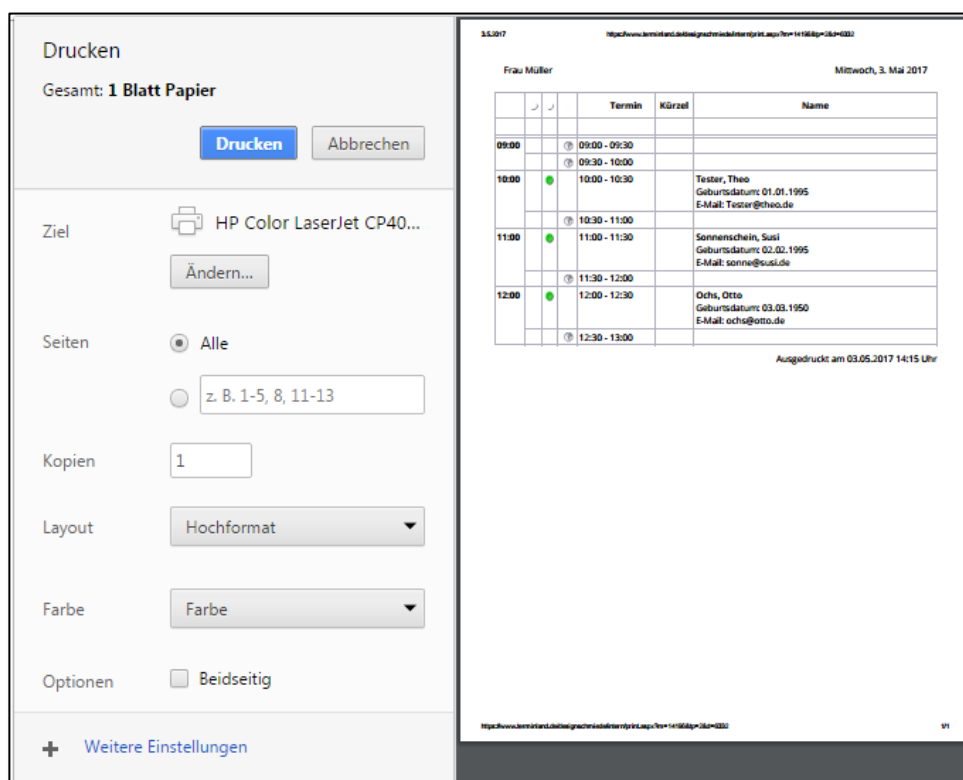 Drucken
Gesamt: 1 Blatt Papier
Drucken Abbrechen
Ziel HP Color LaserJet CP40...
Ändern...
Seiten Alle
z. B. 1-5, 8, 11-13
Kopien 1
Layout Hochformat
Farbe Farbe
Optionen Beidseitig
Weitere Einstellungen
3.5.2017
Frau Müller Mittwoch, 3. Mai 2017
Termin Kürzel Name
09:00 09:00 - 09:30
09:30 - 10:00
10:00 10:00 - 10:30 Tester, Theo
Geburtsdatum: 01.01.1995
E-Mail: Tester@theo.de
10:30 - 11:00
11:00 11:00 - 11:30 Sonnenschein, Susi
Geburtsdatum: 02.02.1995
E-Mail: sonne@susi.de
11:30 - 12:00
12:00 12:00 - 12:30 Ochs, Otto
Geburtsdatum: 03.03.1950
E-Mail: ochs@otto.de
12:30 - 13:00
Ausgedruckt am 03.05.2017 14:15 Uhr
1/1